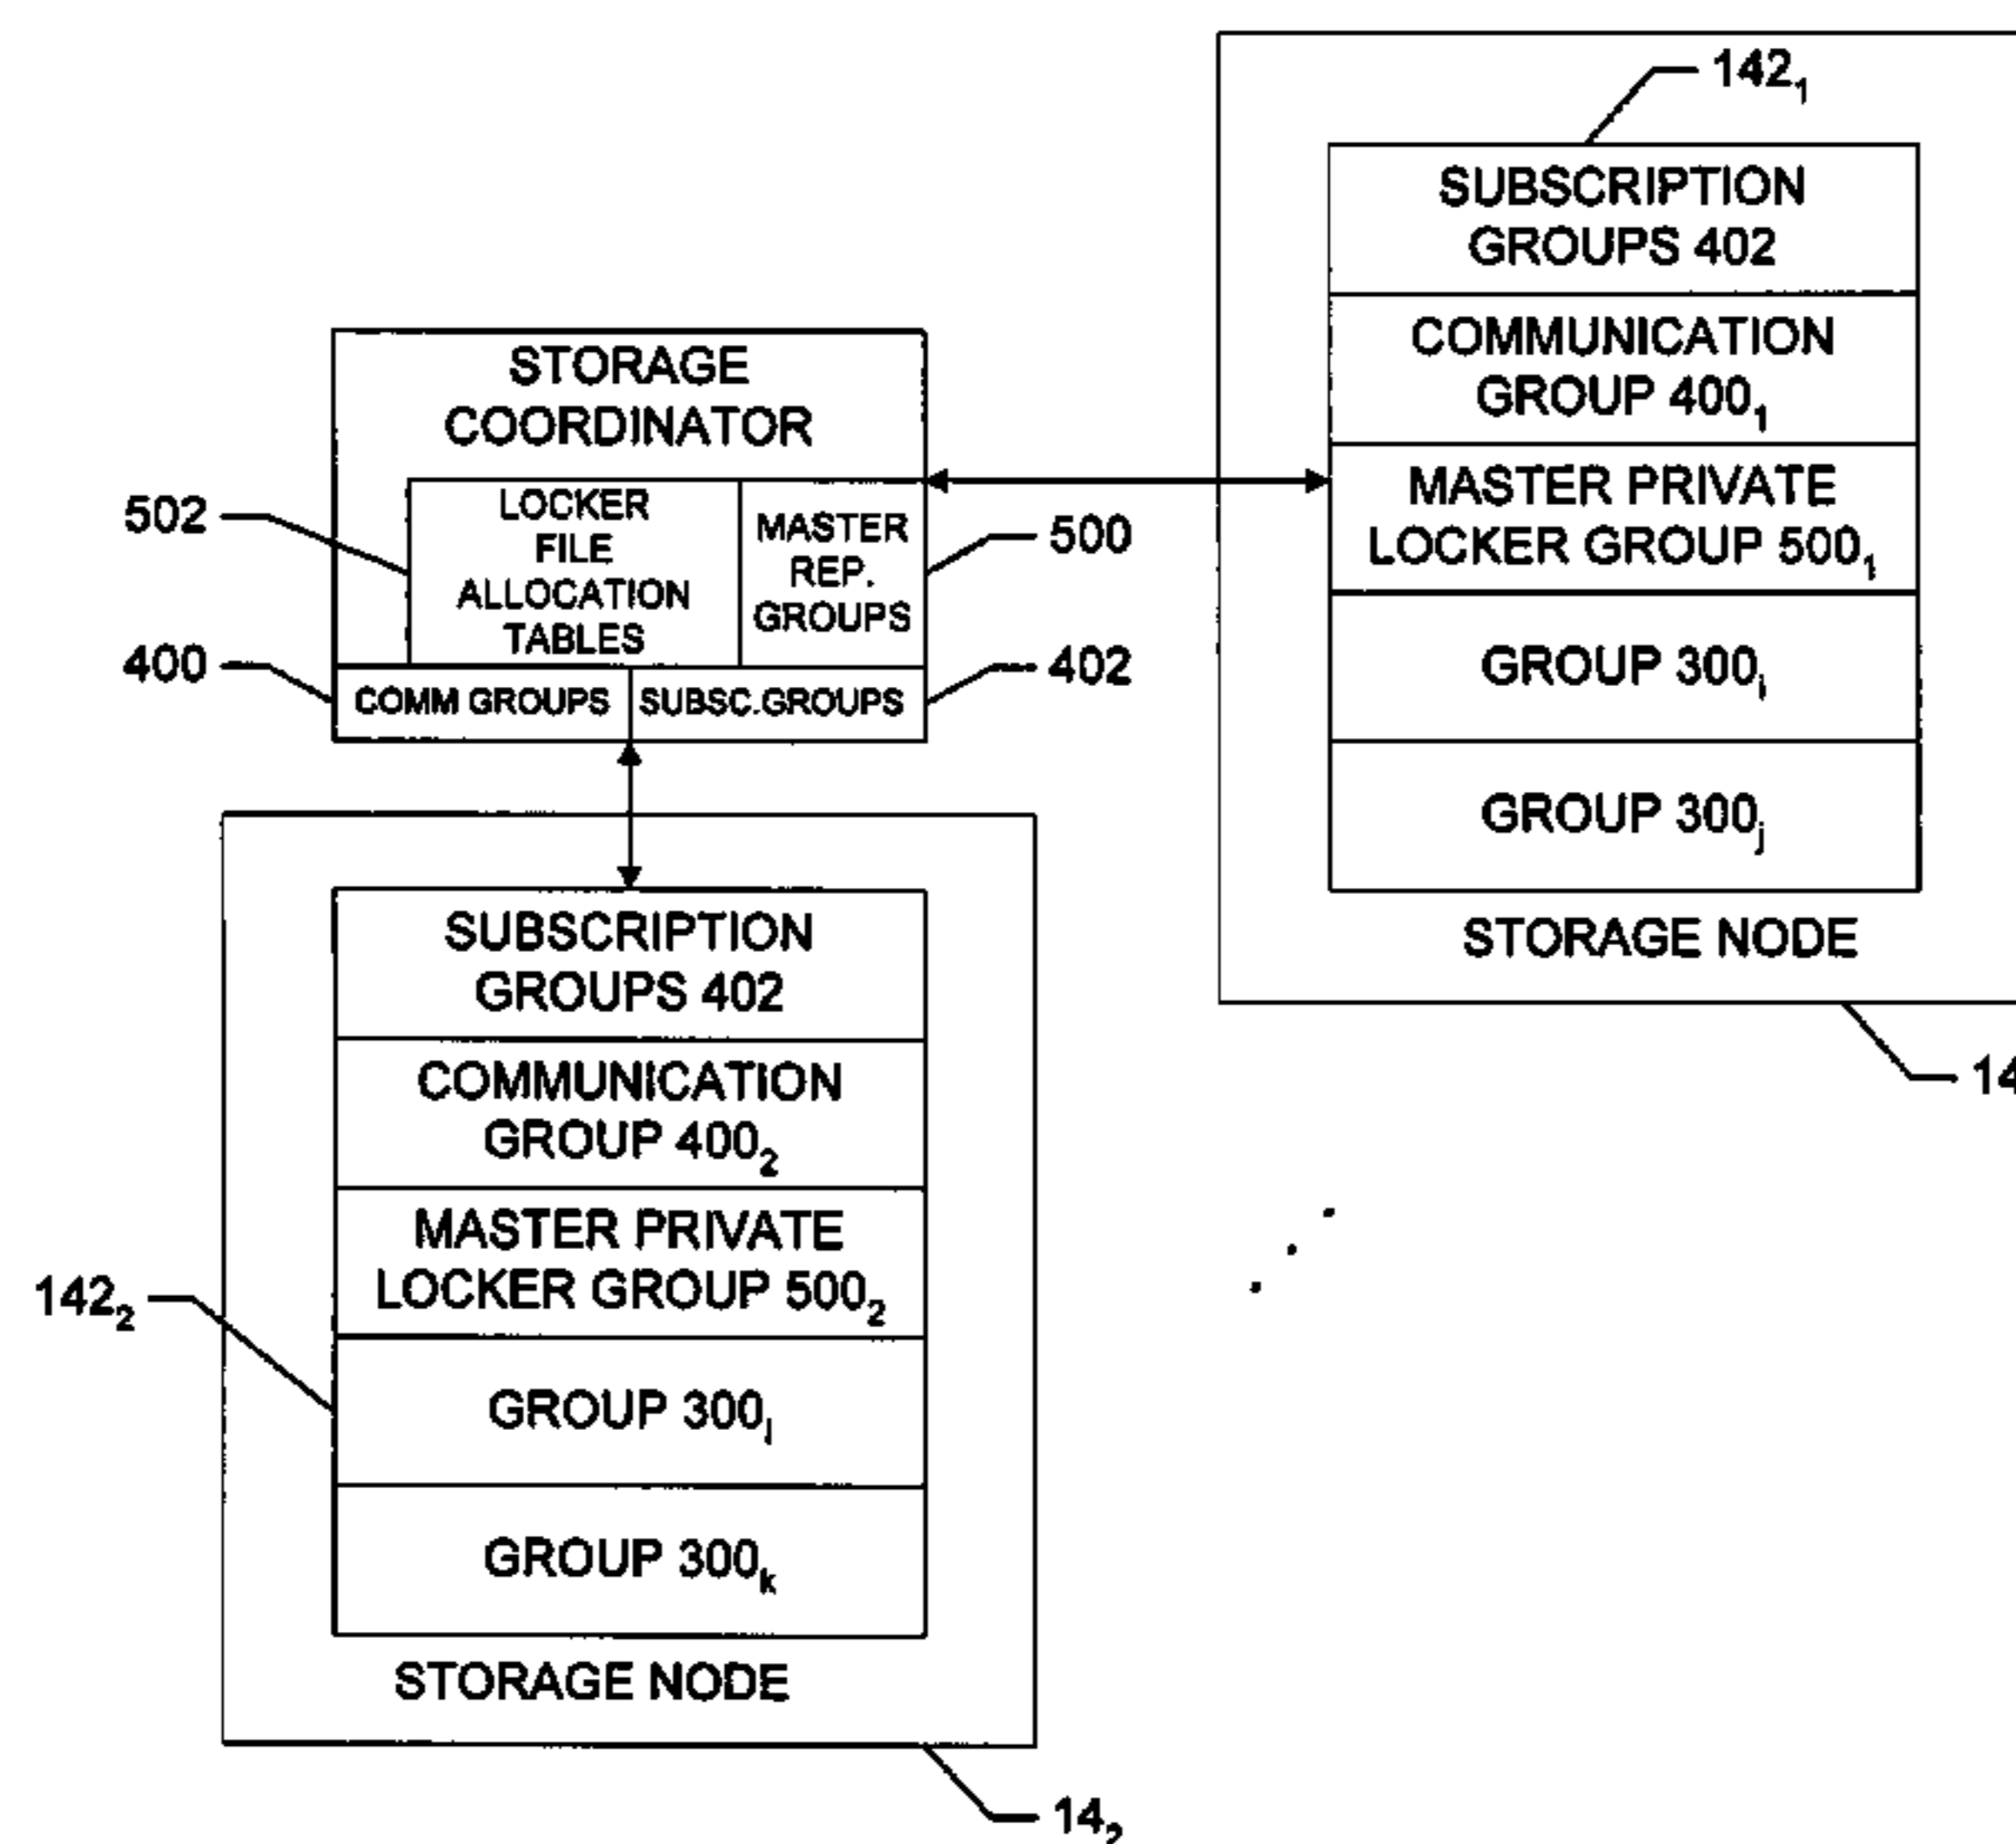 142₁
SUBSCRIPTION
GROUPS 402
COMMUNICATION
GROUP 400₁
MASTER PRIVATE
LOCKER GROUP 500₁
GROUP 300ᵢ
GROUP 300ⱼ
STORAGE NODE
14
STORAGE
COORDINATOR
502
LOCKER
FILE
ALLOCATION
TABLES
MASTER
REP.
GROUPS
500
400
COMM GROUPS
SUBSC.GROUPS
402
SUBSCRIPTION
GROUPS 402
COMMUNICATION
GROUP 400₂
MASTER PRIVATE
LOCKER GROUP 500₂
142₂
GROUP 300ⱼ
GROUP 300ₖ
STORAGE NODE
14₂